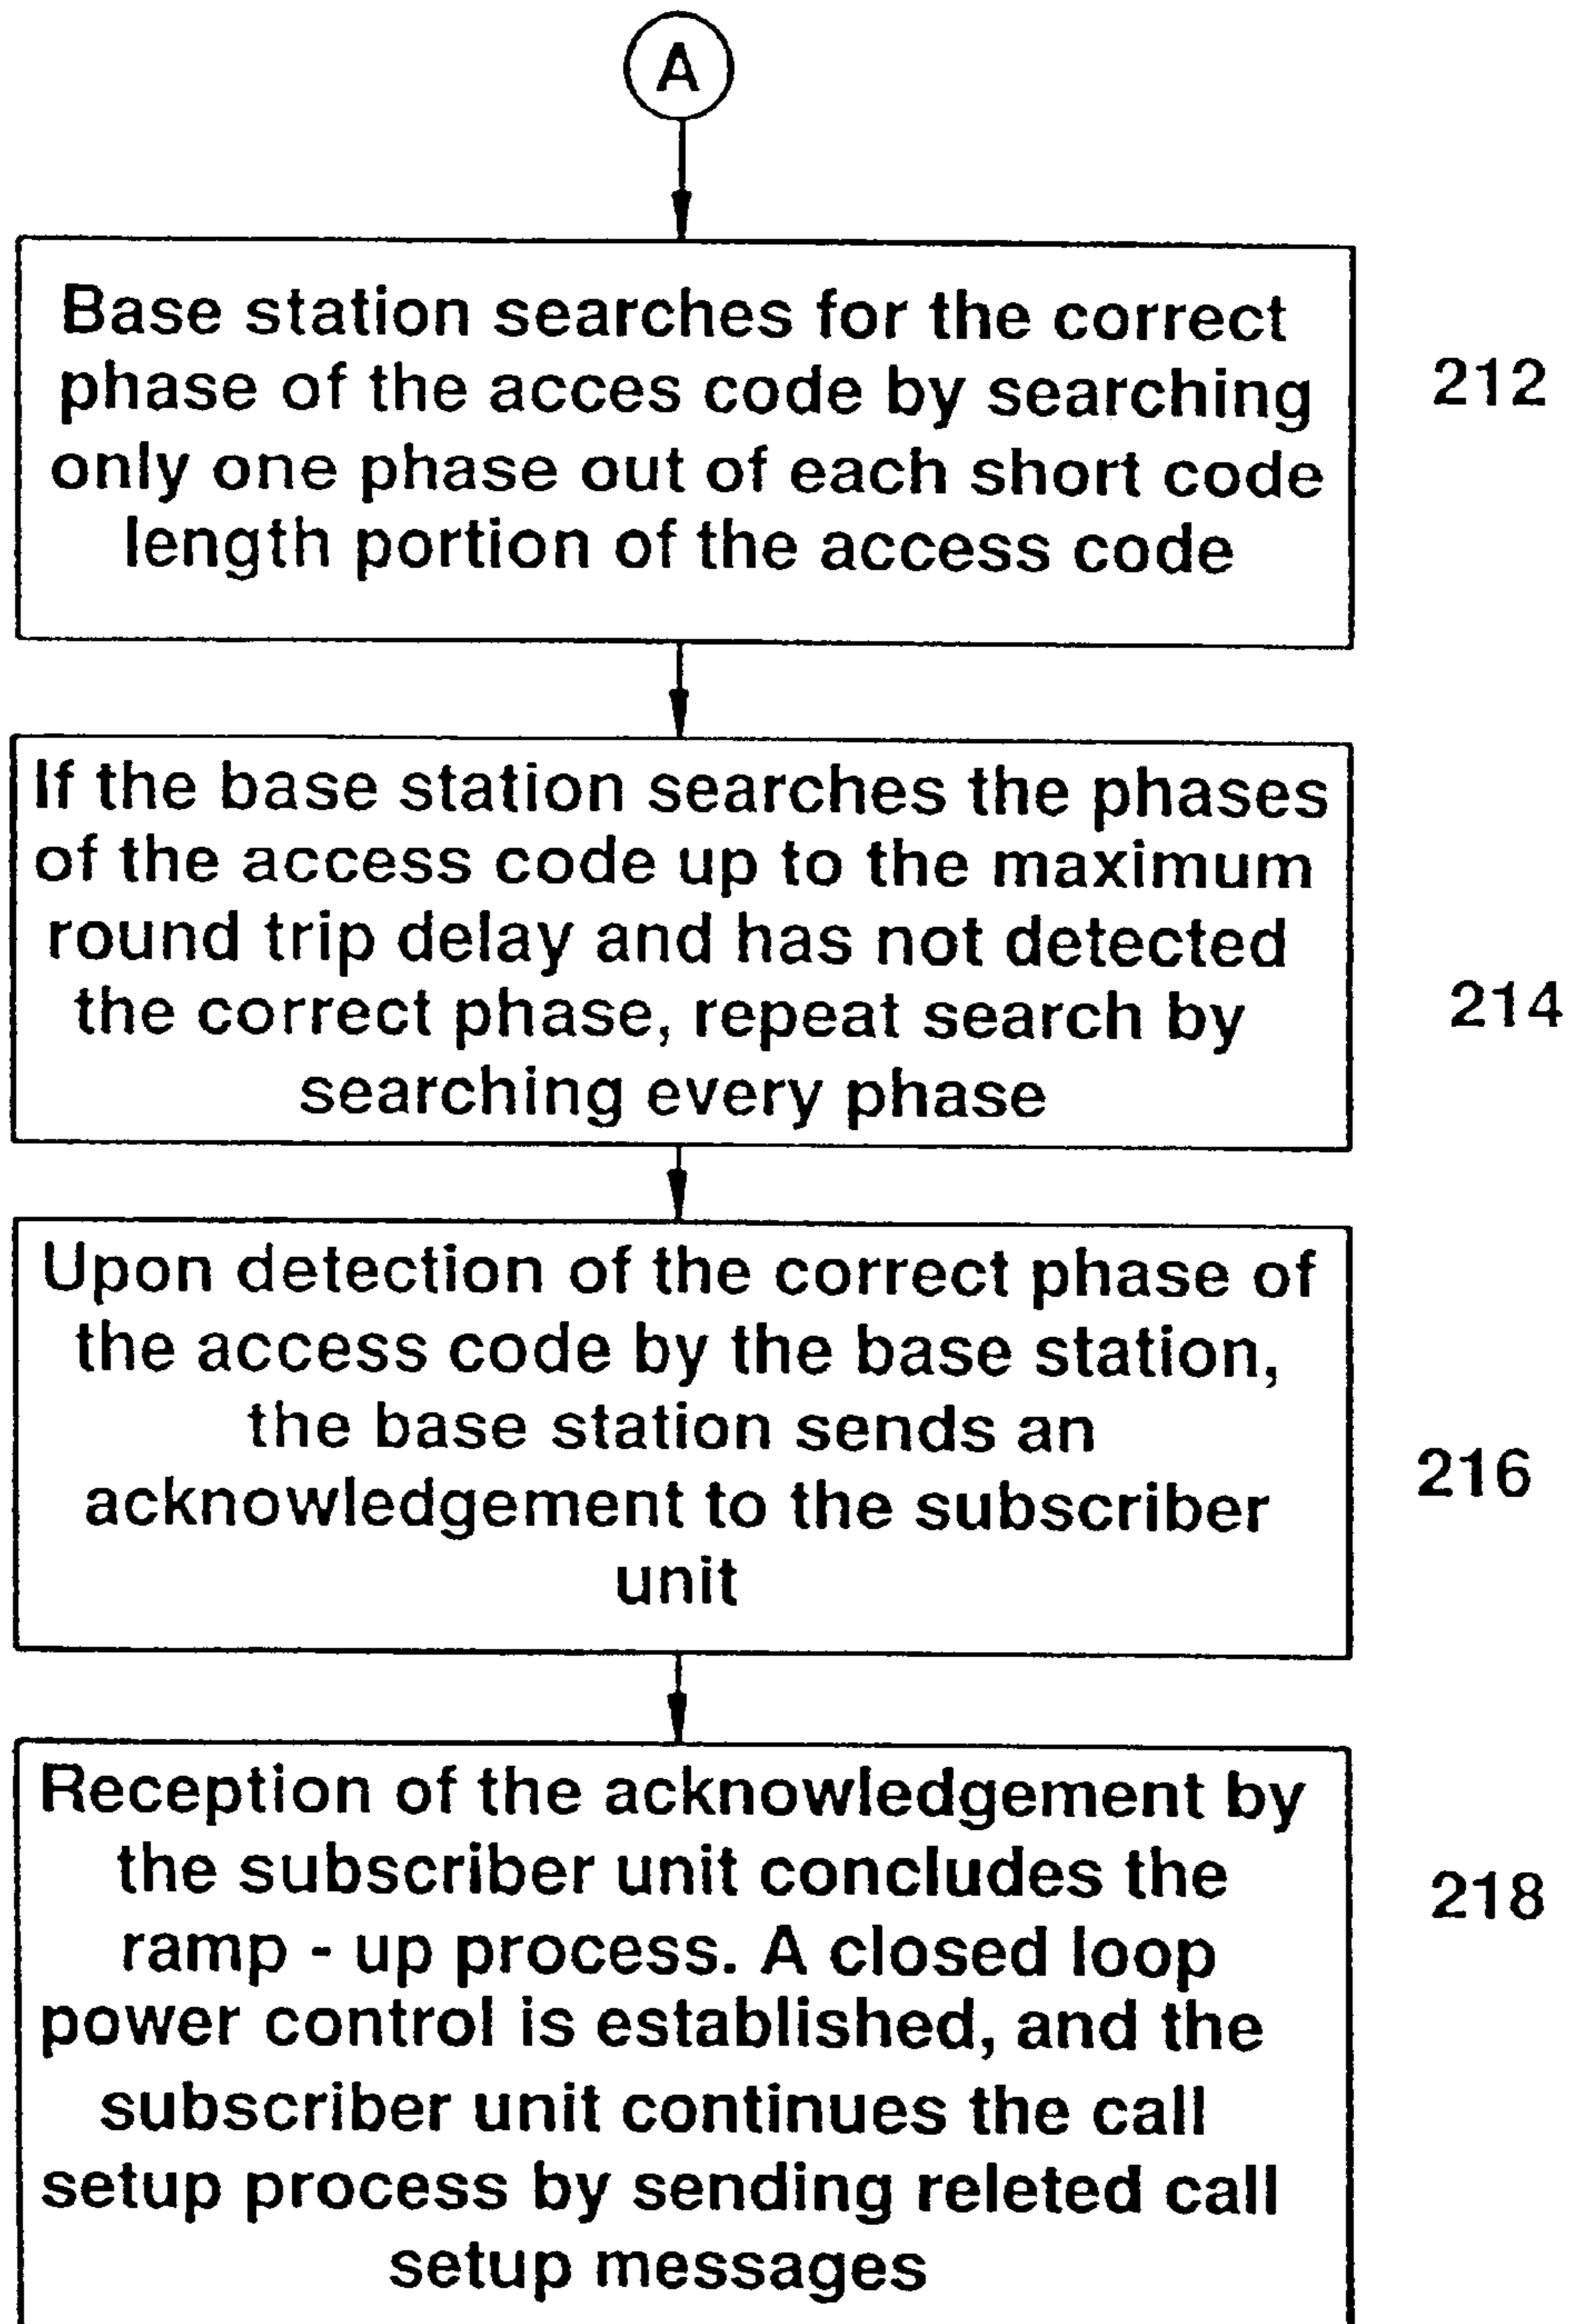 A
Base station searches for the correct
phase of the acces code by searching
only one phase out of each short code
length portion of the access code
212
If the base station searches the phases
of the access code up to the maximum
round trip delay and has not detected
the correct phase, repeat search by
searching every phase
214
Upon detection of the correct phase of
the access code by the base station,
the base station sends an
acknowledgement to the subscriber
unit
216
Reception of the acknowledgement by
the subscriber unit concludes the
ramp - up process. A closed loop
power control is established, and the
subscriber unit continues the call
setup process by sending releted call
setup messages
218